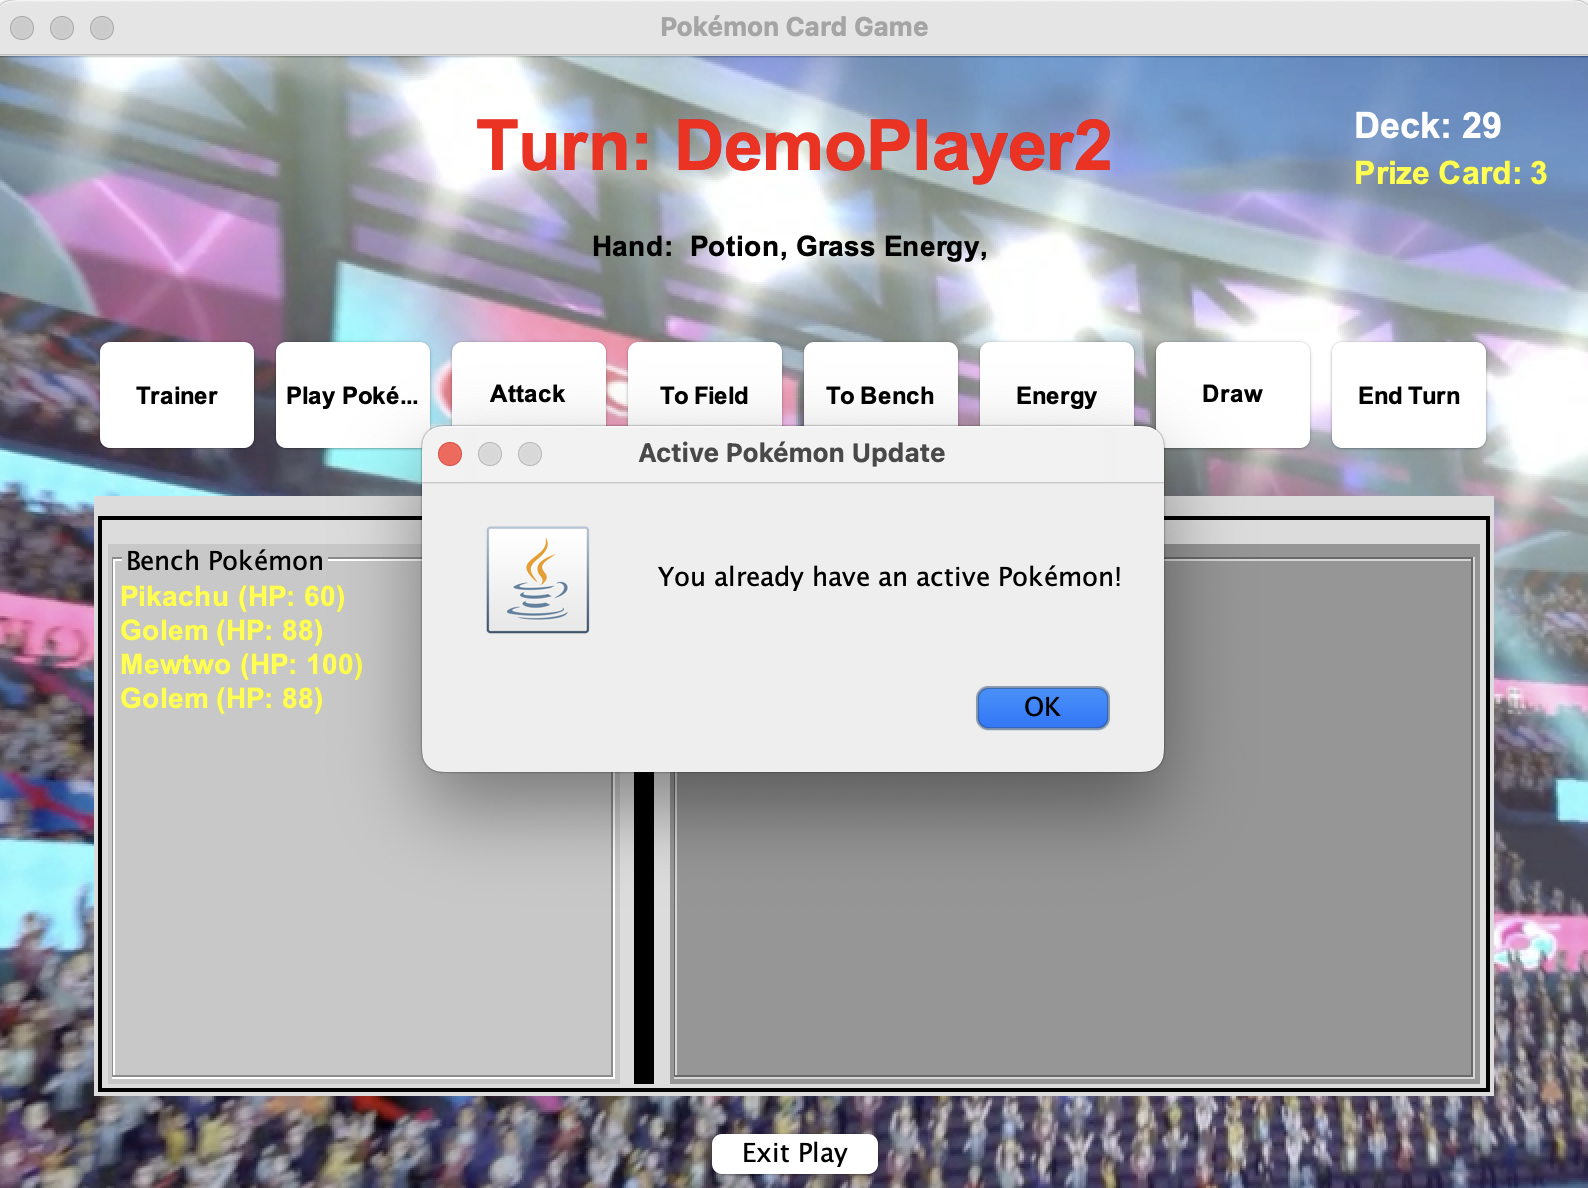 Pokémon Card Game
Turn: DemoPlayer2
Deck: 29
Prize Card: 3
Hand:  Potion, Grass Energy,
Trainer
Play Poké...
Attack
To Field
To Bench
Energy
Draw
End Turn
Active Pokémon Update
You already have an active Pokémon!
OK
Bench Pokémon
Pikachu (HP: 60)
Golem (HP: 88)
Mewtwo (HP: 100)
Golem (HP: 88)
Exit Play